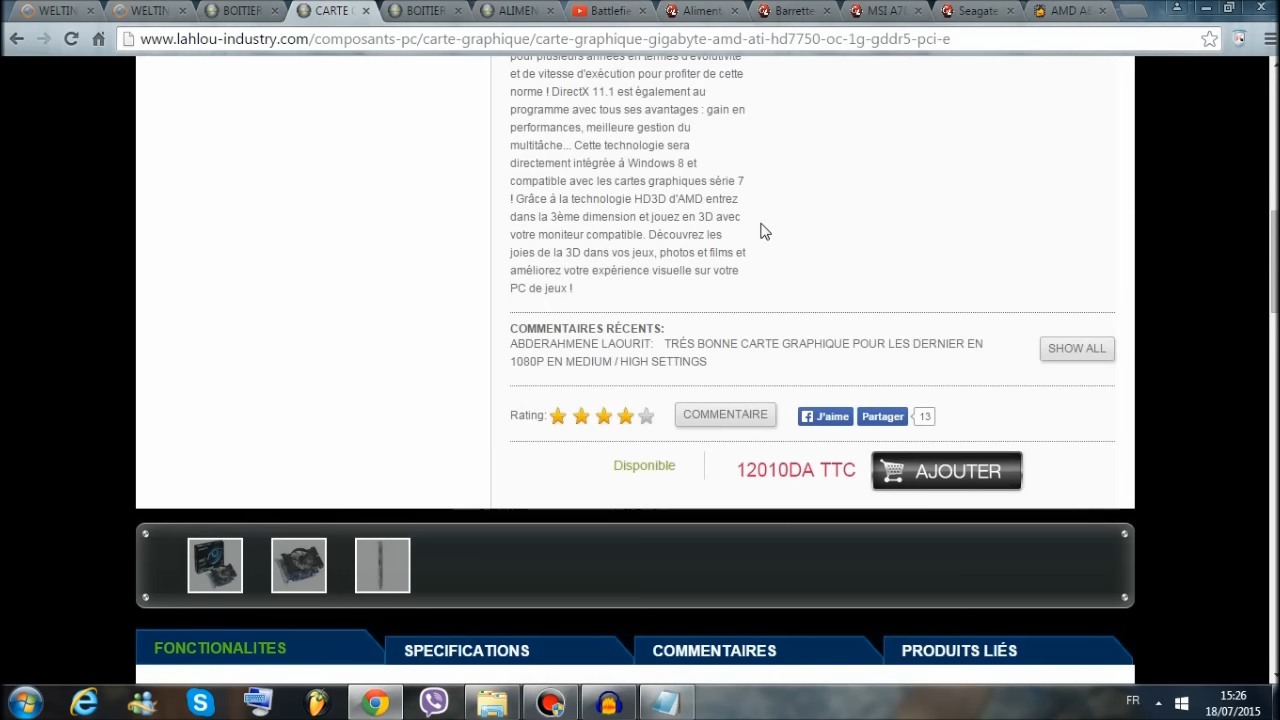 WELTIN
WELTIN
BOITIER
CARTE
BOITIER
ALIMEN
Battlefie
Aliment
Barrette
MSI A7
Seagate
AMD A
www.lahlou-industry.com/composants-pc/carte-graphique/carte-graphique-gigabyte-amd-ati-hd7750-oc-1g-gddr5-pci-e
pour plusieurs années en termes d'évolutivité
et de vitesse d'exécution pour profiter de cette
norme ! DirectX 11.1 est également au
programme avec tous ses avantages : gain en
performances, meilleure gestion du
multitâche... Cette technologie sera
directement intégrée á Windows 8 et
compatible avec les cartes graphiques série 7
! Grâce á la technologie HD3D d'AMD entrez
dans la 3ème dimension et jouez en 3D avec
votre moniteur compatible. Découvrez les
joies de la 3D dans vos jeux, photos et films et
améliorez votre expérience visuelle sur votre
PC de jeux !
COMMENTAIRES RÉCENTS:
ABDERAHMENE LAOURIT: TRÉS BONNE CARTE GRAPHIQUE POUR LES DERNIER EN
1080P EN MEDIUM / HIGH SETTINGS
SHOW ALL
Rating:
COMMENTAIRE
J'aime
Partager
13
Disponible
12010DA TTC
AJOUTER
FONCTIONALITES
SPECIFICATIONS
COMMENTAIRES
PRODUITS LIÉS
FR
15:26
18/07/2015